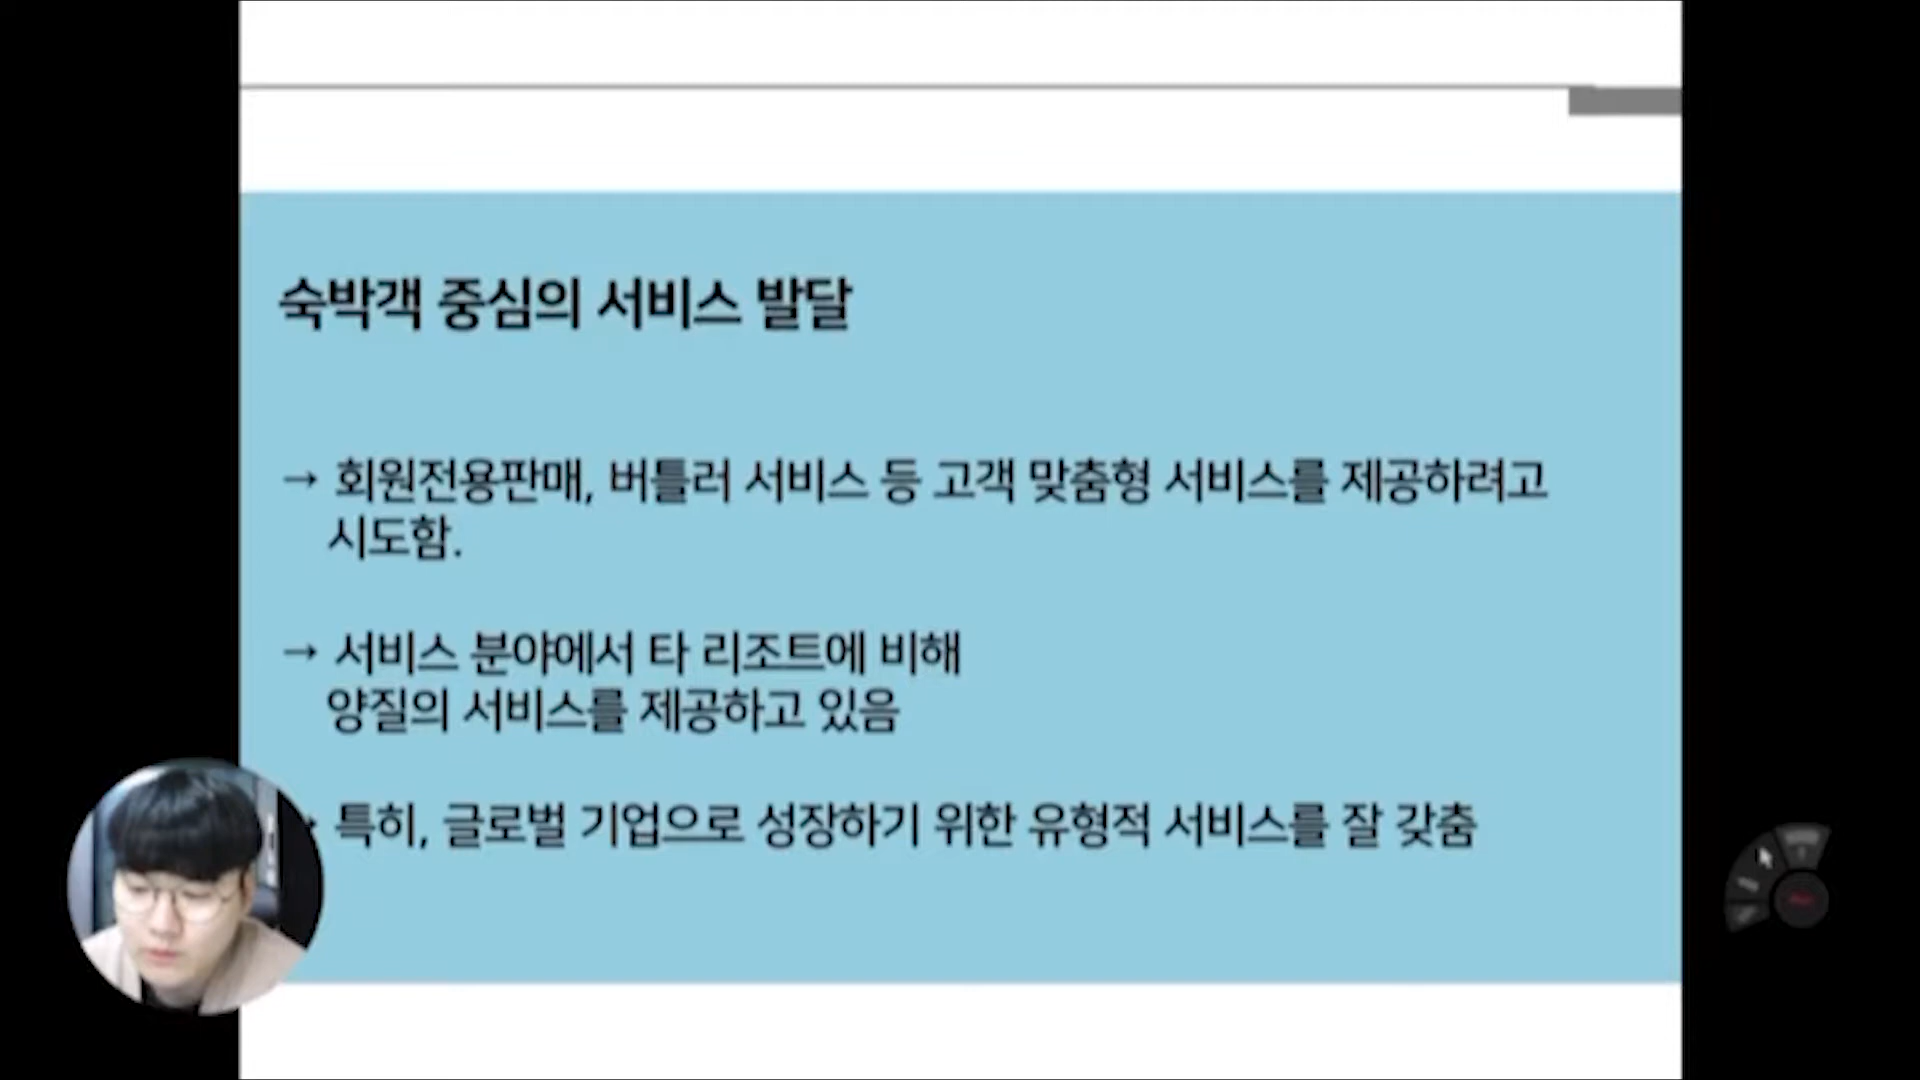 숙박객 중심의 서비스 발달
→ 회원전용판매, 버틀러 서비스 등 고객 맞춤형 서비스를 제공하려고
시도함.
→ 서비스 분야에서 타 리조트에 비해
양질의 서비스를 제공하고 있음
특히, 글로벌 기업으로 성장하기 위한 유형적 서비스를 잘 갖춤